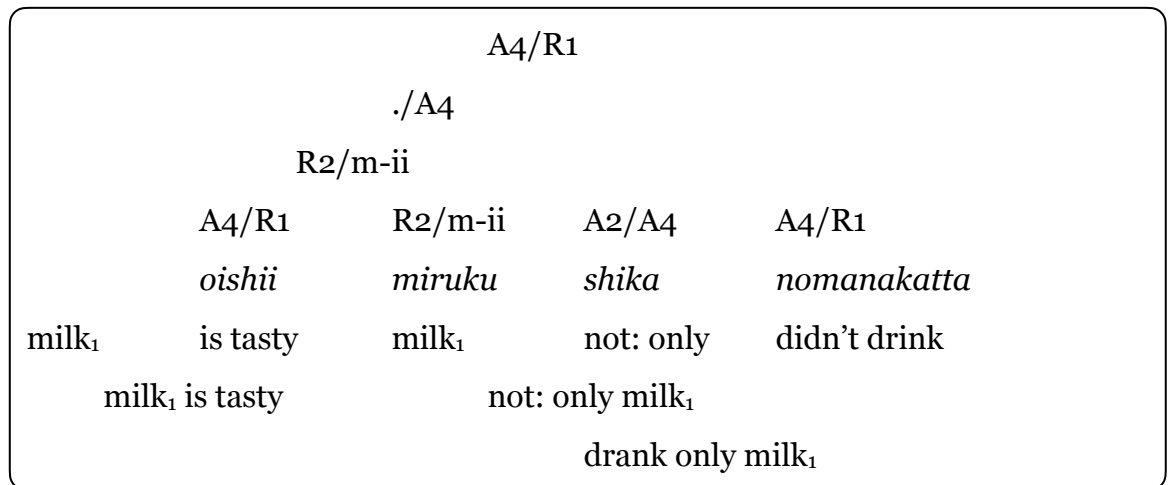 A4/R1
./A4
R2/m-ii
A4/R1 R2/m-ii A2/A4 A4/R1
oishii miruku shika nomanakatta
milk₁ is tasty milk₁ not: only didn’t drink
milk₁ is tasty not: only milk₁
drank only milk₁